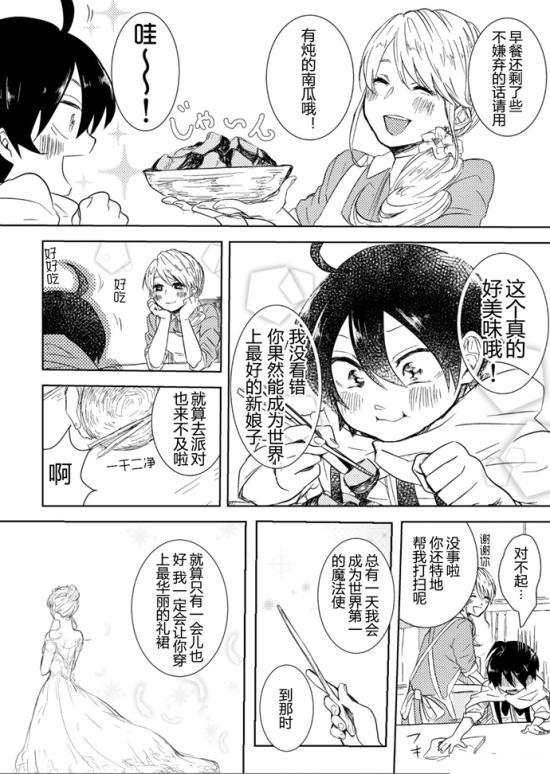 早餐还剩了些
不嫌弃的话请用
有炖的南瓜哦！
じゃいーん
哇～～！
这个真的
好美味哦！
我没看错
你果然能成为世界
上最好的新娘子
好吃
好好吃
就算去派对
也来不及啦
一干二净
啊
对不起…
谢谢你
没事啦
你还特地
帮我打扫呢
フキ
总有一天我会
成为世界第一
的魔法使
到那时
就算只有一会儿也
好 我一定会让你穿
上最华丽的礼裙